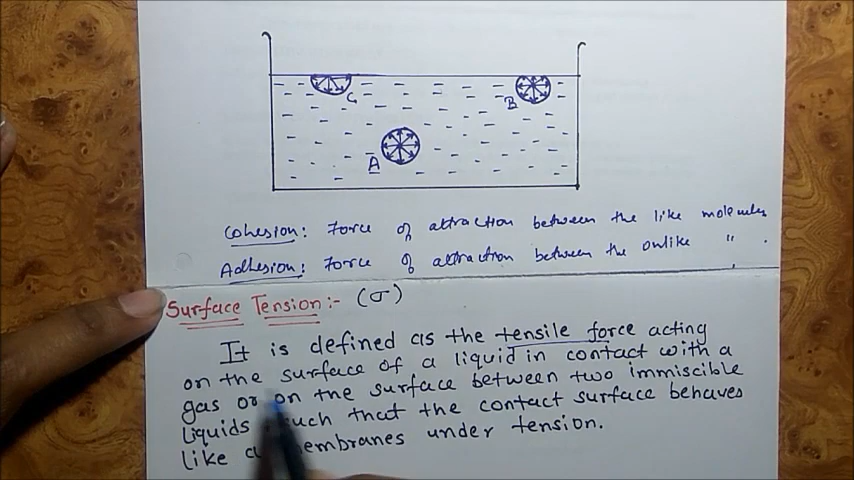 C
B
A
Cohesion: Force of attraction between the like molecules
Adhesion: Force of attraction between the unlike " .
Surface Tension:- (σ)
It is defined as the tensile force acting
on the surface of a liquid in contact with a
gas or on the surface between two immiscible
liquids such that the contact surface behaves
like a membranes under tension.